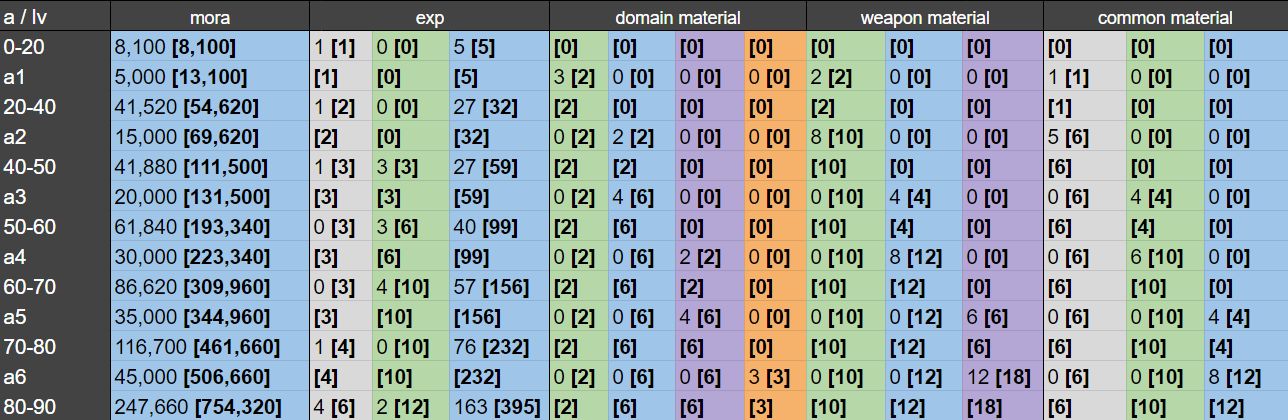 a / lv mora exp domain material weapon material common material
0-20 8,100 [8,100] 1 [1] 0 [0] 5 [5] [0] [0] [0] [0] [0] [0] [0] [0] [0] [0]
a1 5,000 [13,100] [1] [0] [5] 3 [2] 0 [0] 0 [0] 0 [0] 2 [2] 0 [0] 0 [0] 1 [1] 0 [0] 0 [0]
20-40 41,520 [54,620] 1 [2] 0 [0] 27 [32] [2] [0] [0] [0] [2] [0] [0] [1] [0] [0]
a2 15,000 [69,620] [2] [0] [32] 0 [2] 2 [2] 0 [0] 0 [0] 8 [10] 0 [0] 0 [0] 5 [6] 0 [0] 0 [0]
40-50 41,880 [111,500] 1 [3] 3 [3] 27 [59] [2] [2] [0] [0] [10] [0] [0] [6] [0] [0]
a3 20,000 [131,500] [3] [3] [59] 0 [2] 4 [6] 0 [0] 0 [0] 0 [10] 4 [4] 0 [0] 0 [6] 4 [4] 0 [0]
50-60 61,840 [193,340] 0 [3] 3 [6] 40 [99] [2] [6] [0] [0] [10] [4] [0] [6] [4] [0]
a4 30,000 [223,340] [3] [6] [99] 0 [2] 0 [6] 2 [2] 0 [0] 0 [10] 8 [12] 0 [0] 0 [6] 6 [10] 0 [0]
60-70 86,620 [309,960] 0 [3] 4 [10] 57 [156] [2] [6] [2] [0] [10] [12] [0] [6] [10] [0]
a5 35,000 [344,960] [3] [10] [156] 0 [2] 0 [6] 4 [6] 0 [0] 0 [10] 0 [12] 6 [6] 0 [6] 0 [10] 4 [4]
70-80 116,700 [461,660] 1 [4] 0 [10] 76 [232] [2] [6] [6] [0] [10] [12] [6] [6] [10] [4]
a6 45,000 [506,660] [4] [10] [232] 0 [2] 0 [6] 0 [6] 3 [3] 0 [10] 0 [12] 12 [18] 0 [6] 0 [10] 8 [12]
80-90 247,660 [754,320] 4 [6] 2 [12] 163 [395] [2] [6] [6] [3] [10] [12] [18] [6] [10] [12]